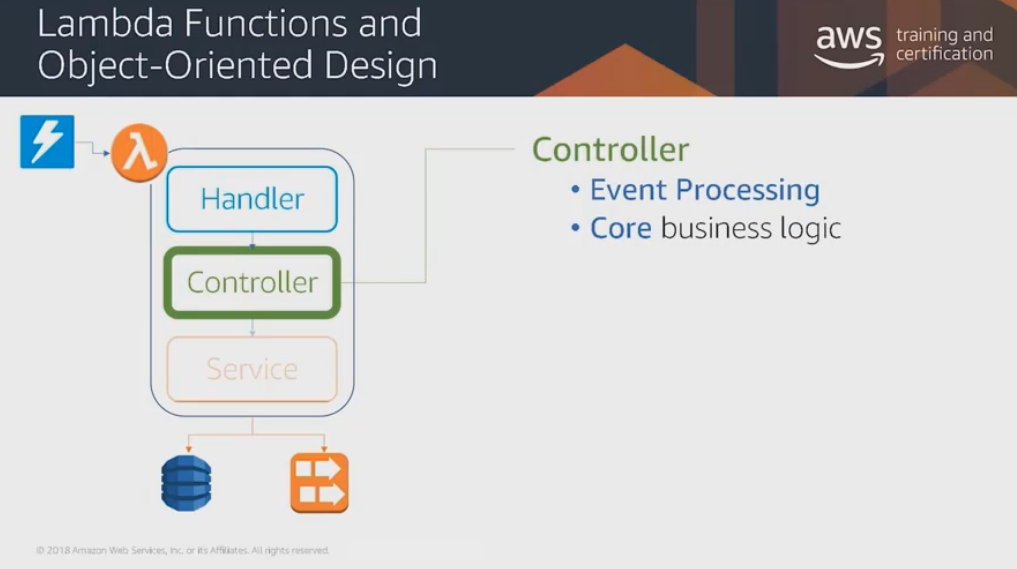 Lambda Functions and
Object-Oriented Design
aws training and
certification
λ
Handler
Controller
Service
Controller
• Event Processing
• Core business logic
© 2018 Amazon Web Services, Inc. or its Affiliates. All rights reserved.